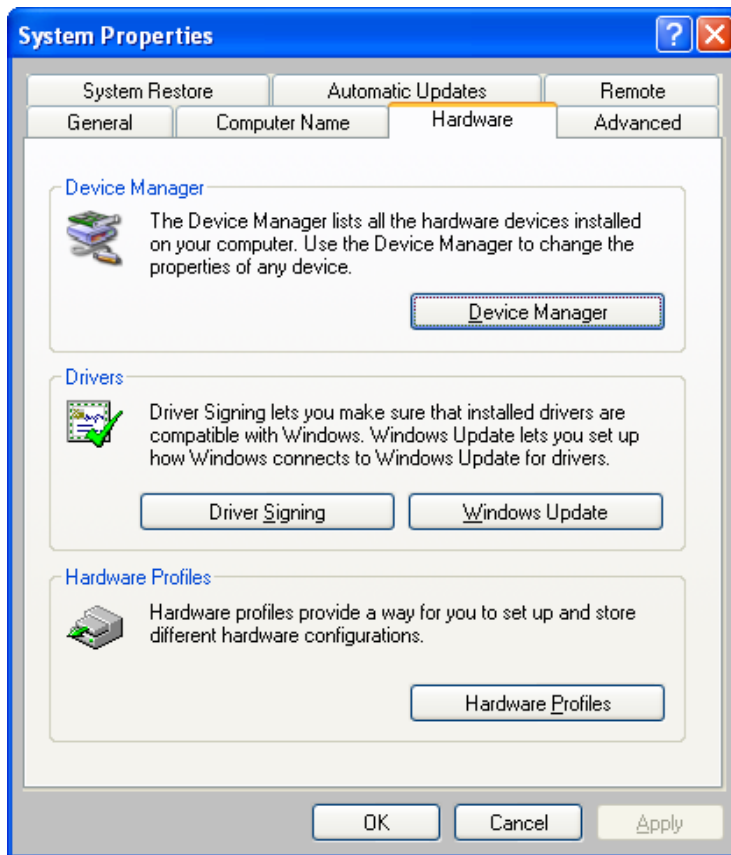 System Properties
?
System Restore
Automatic Updates
Remote
General
Computer Name
Hardware
Advanced
Device Manager
The Device Manager lists all the hardware devices installed
on your computer. Use the Device Manager to change the
properties of any device.
Device Manager
Drivers
Driver Signing lets you make sure that installed drivers are
compatible with Windows. Windows Update lets you set up
how Windows connects to Windows Update for drivers.
Driver Signing
Windows Update
Hardware Profiles
Hardware profiles provide a way for you to set up and store
different hardware configurations.
Hardware Profiles
OK
Cancel
Apply